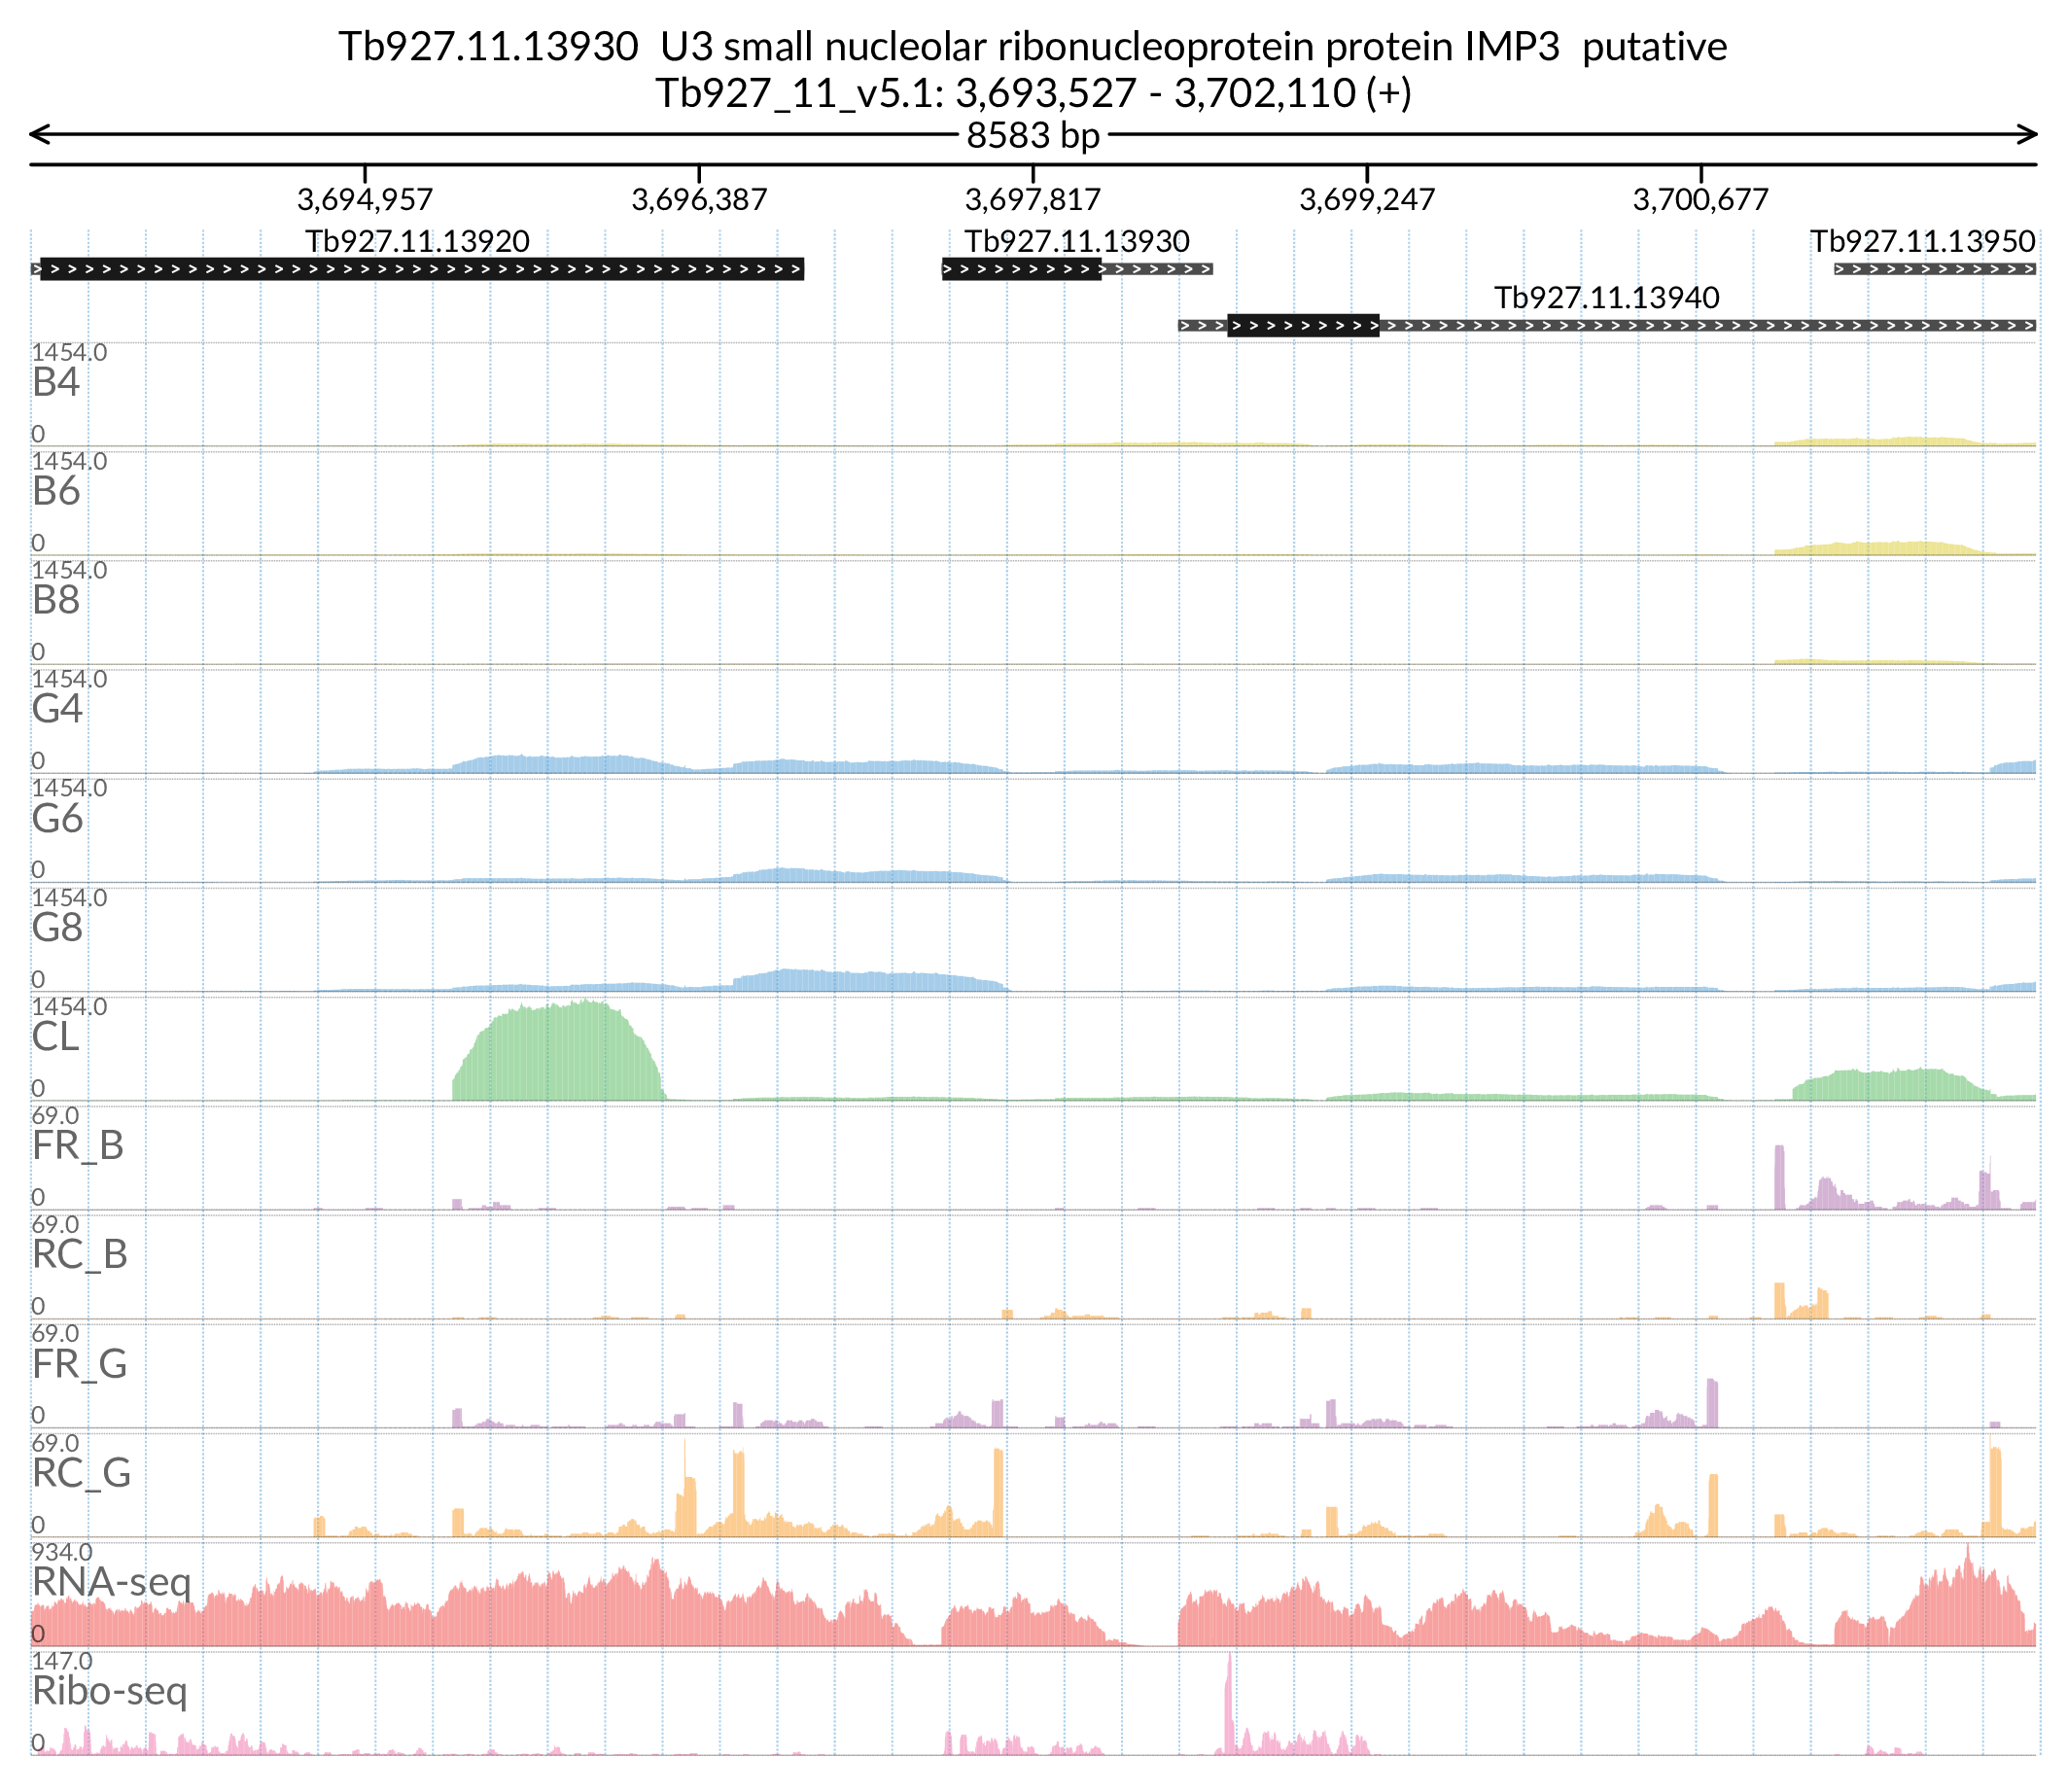 Tb927.11.13930  U3 small nucleolar ribonucleoprotein protein IMP3  putative
Tb927_11_v5.1: 3,693,527 - 3,702,110 (+)
8583 bp
3,694,957 3,696,387 3,697,817 3,699,247 3,700,677
Tb927.11.13920 Tb927.11.13930 Tb927.11.13950
Tb927.11.13940
1454.0
B4
0
1454.0
B6
0
1454.0
B8
0
1454.0
G4
0
1454.0
G6
0
1454.0
G8
0
1454.0
CL
0
69.0
FR_B
0
69.0
RC_B
0
69.0
FR_G
0
69.0
RC_G
0
934.0
RNA-seq
0
147.0
Ribo-seq
0